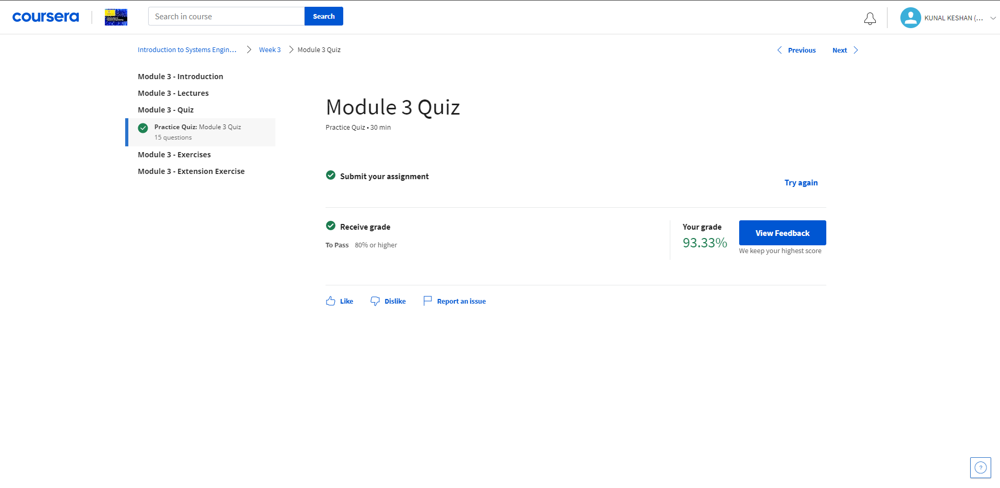 coursera
Search in course
Search
KUNAL KESHAN (...
Introduction to Systems Engin...
Week 3
Module 3 Quiz
Previous
Next
Module 3 - Introduction
Module 3 - Lectures
Module 3 - Quiz
Practice Quiz: Module 3 Quiz
15 questions
Module 3 - Exercises
Module 3 - Extension Exercise
Module 3 Quiz
Practice Quiz • 30 min
Submit your assignment
Try again
Receive grade
To Pass 80% or higher
Your grade
93.33%
View Feedback
We keep your highest score
Like
Dislike
Report an issue
?